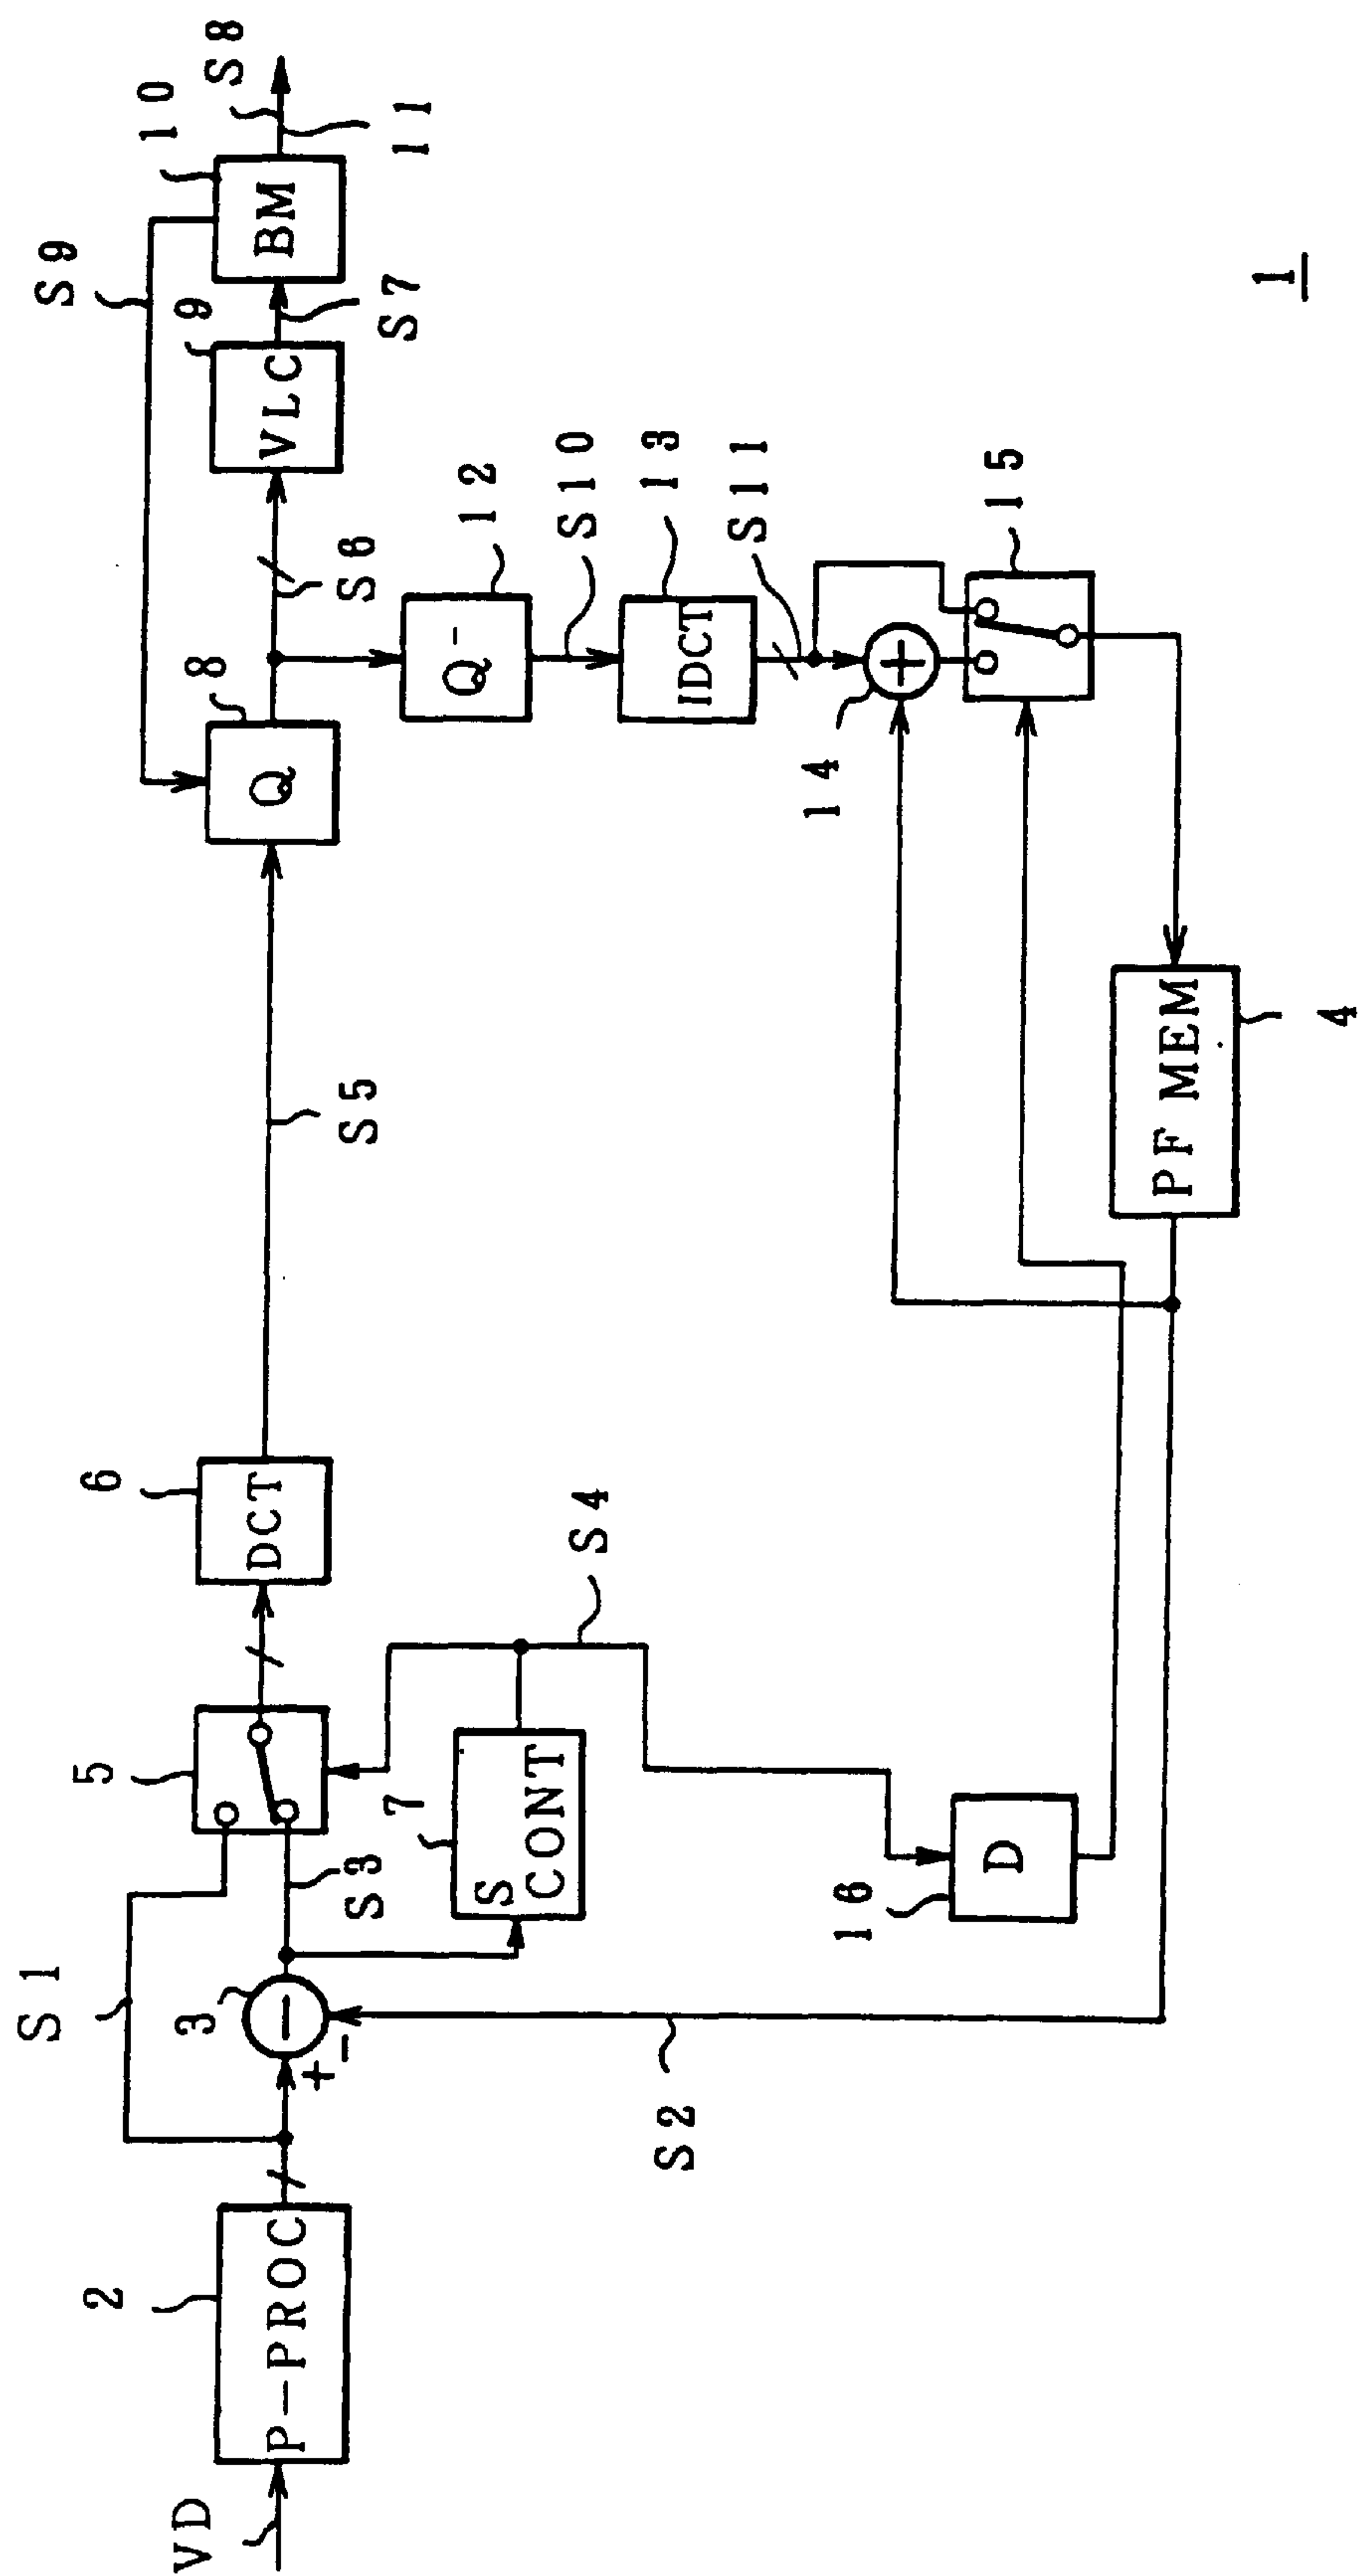 VD
2
P-PROC
S1
3
+
-
-
S3
5
S2
7
S
CONT
S4
16
D
6
DCT
S5
8
Q
S6
S9
9
VLC
S7
10
BM
S8
11
Q-
12
S10
IDCT
13
S11
14
+
15
PF MEM
4
1